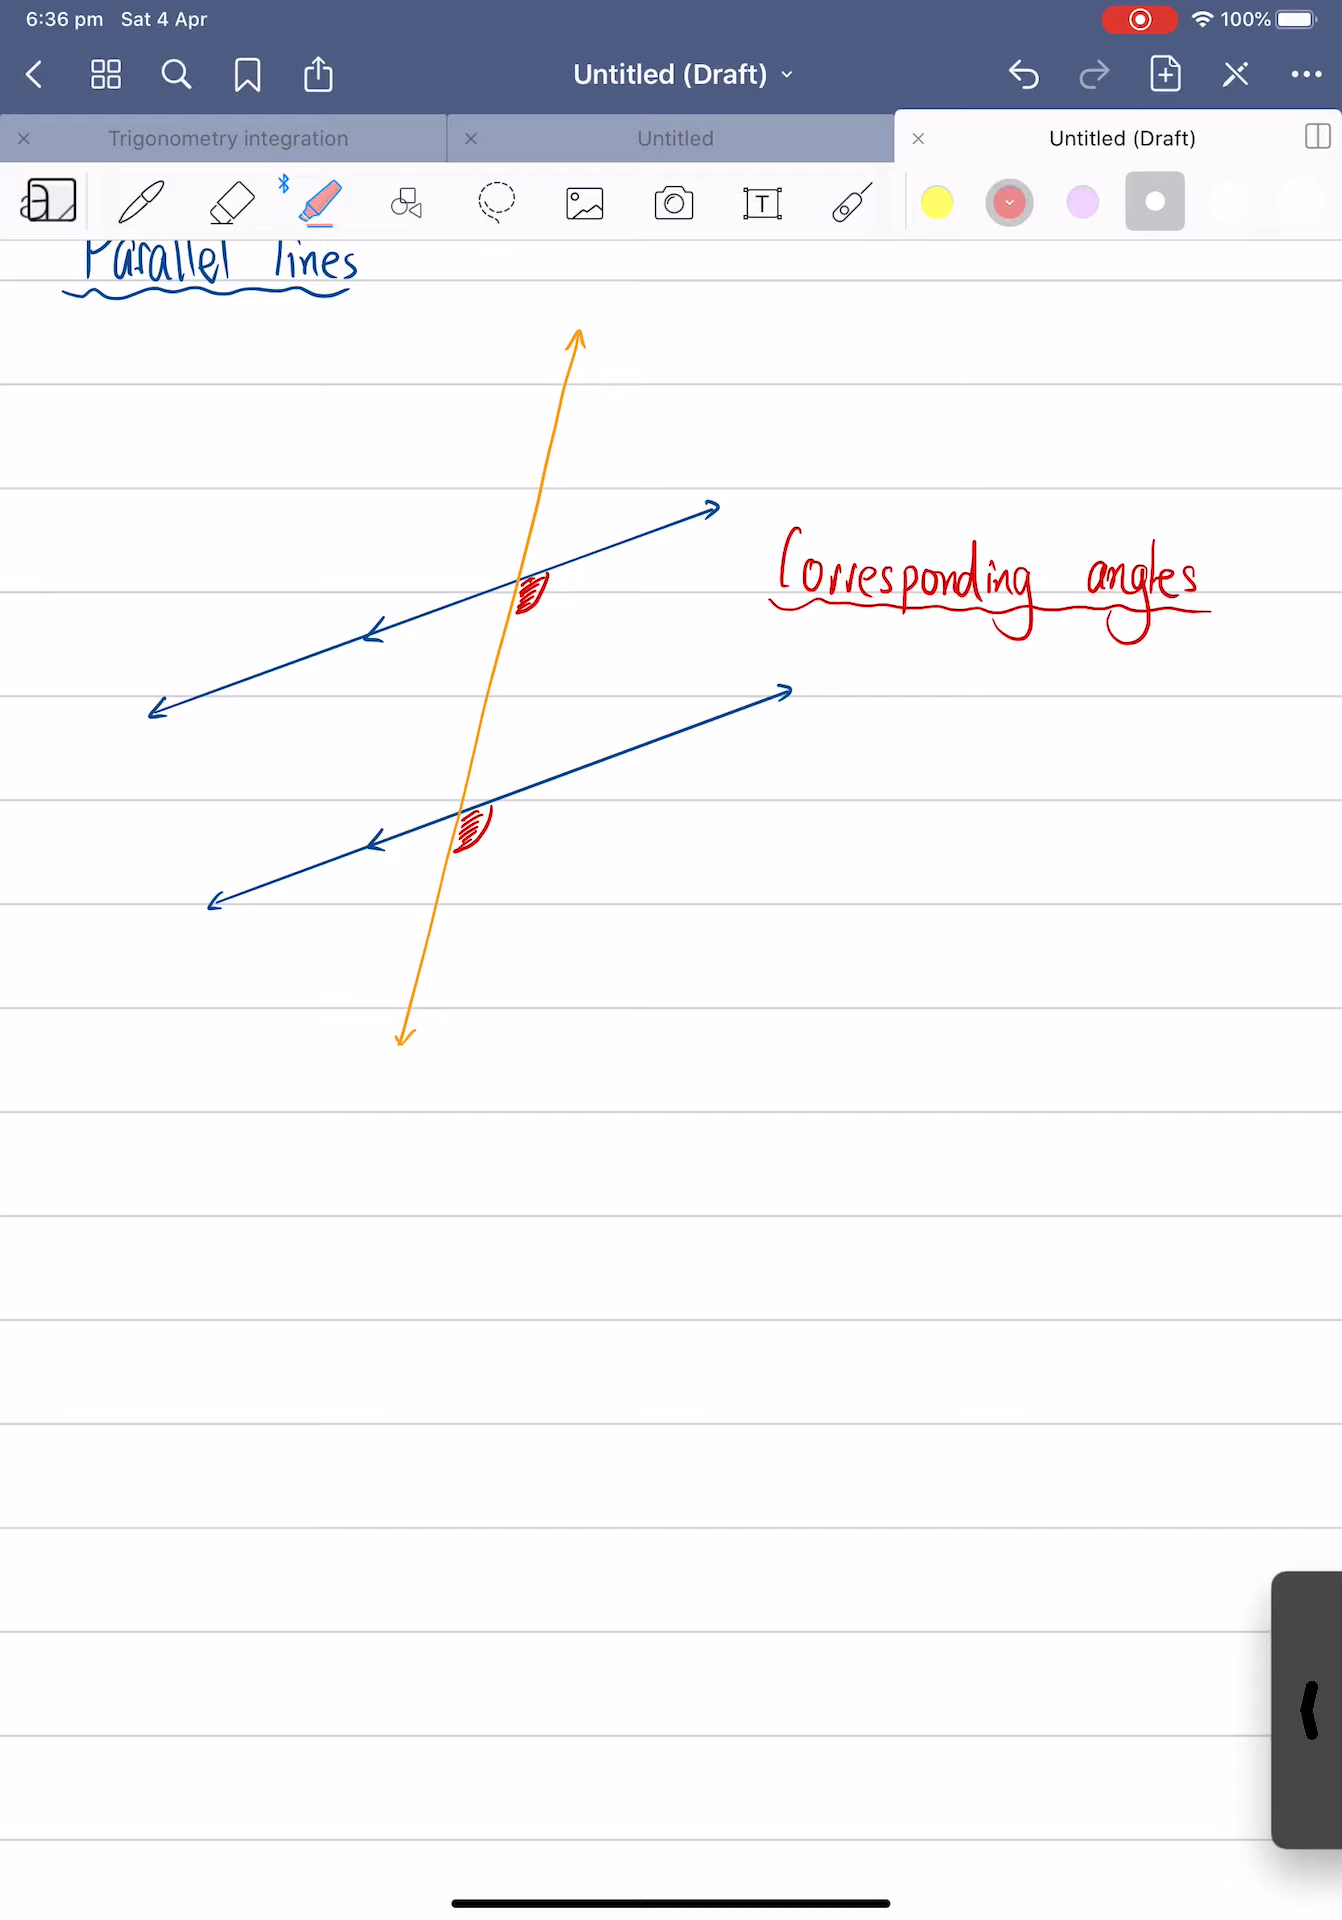 6:36 pm Sat 4 Apr 100%
Untitled (Draft)
Trigonometry integration
Untitled
Untitled (Draft)
a
T
Parallel lines
Corresponding angles